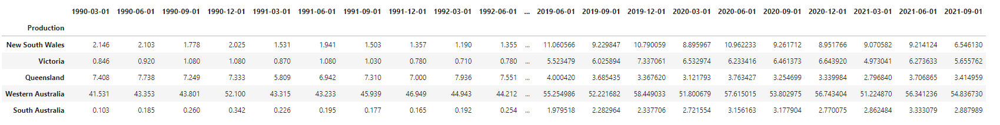 1990-03-01 1990-06-01 1990-09-01 1990-12-01 1991-03-01 1991-06-01 1991-09-01 1991-12-01 1992-03-01 1992-06-01 ... 2019-06-01 2019-09-01 2019-12-01 2020-03-01 2020-06-01 2020-09-01 2020-12-01 2021-03-01 2021-06-01 2021-09-01
Production
New South Wales 2.146 2.103 1.778 2.025 1.531 1.941 1.503 1.357 1.190 1.355 ... 11.060566 9.229847 10.790059 8.895967 10.962233 9.261712 8.951766 9.070582 9.214124 6.546130
Victoria 0.846 0.920 1.080 1.080 0.870 1.080 1.030 0.780 0.710 0.780 ... 5.523479 6.025894 7.337061 6.532974 6.233416 6.461373 6.643920 4.973041 6.273633 5.655762
Queensland 7.408 7.738 7.249 7.333 5.809 6.942 7.310 7.000 7.936 7.551 ... 4.000420 3.685435 3.367620 3.121793 3.763427 3.254699 3.339984 2.796840 3.706865 3.414959
Western Australia 41.531 43.353 43.801 52.100 43.315 43.233 45.939 46.949 44.943 44.212 ... 55.254986 52.221682 58.449033 51.800679 57.615015 53.802975 56.743404 51.224870 56.341236 54.836730
South Australia 0.103 0.185 0.260 0.342 0.226 0.195 0.177 0.165 0.192 0.254 ... 1.979518 2.282964 2.337706 2.721554 3.156163 3.177904 2.770075 2.862484 3.333079 2.887989